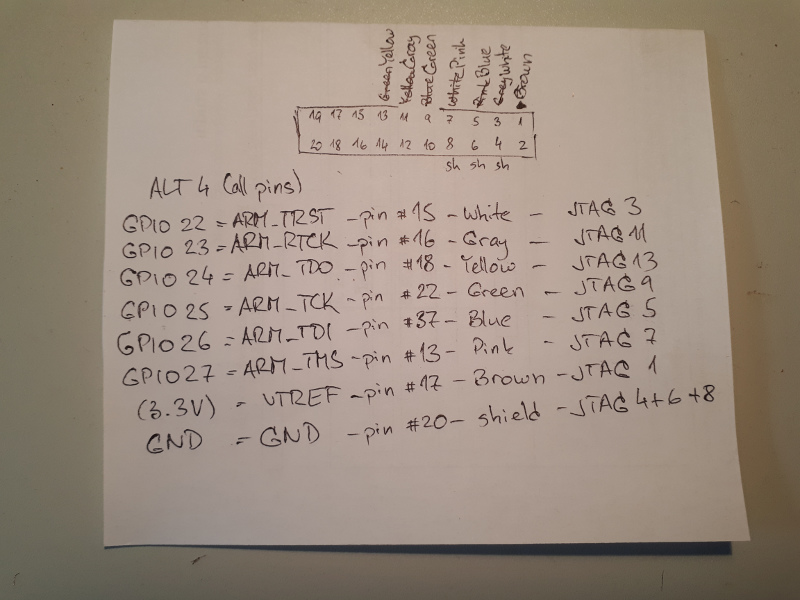 Green Yellow
Yellow Gray
Blue Green
White Pink
Pink Blue
Gray White
Brown
19 17 15 13 11 9 7 5 3 1
20 18 16 14 12 10 8 6 4 2
sh sh sh
ALT 4 (all pins)
GPIO 22 = ARM_TRST - pin #15 - White - JTAG 3
GPIO 23 = ARM_RTCK - pin #16 - Gray - JTAG 11
GPIO 24 = ARM_TDO - pin #18 - Yellow - JTAG 13
GPIO 25 = ARM_TCK - pin #22 - Green - JTAG 9
GPIO 26 = ARM_TDI - pin #37 - Blue - JTAG 5
GPIO 27 = ARM_TMS - pin #13 - Pink - JTAG 7
(3.3V) = VTREF - pin #17 - Brown - JTAG 1
GND = GND - pin #20 - shield - JTAG 4+6+8